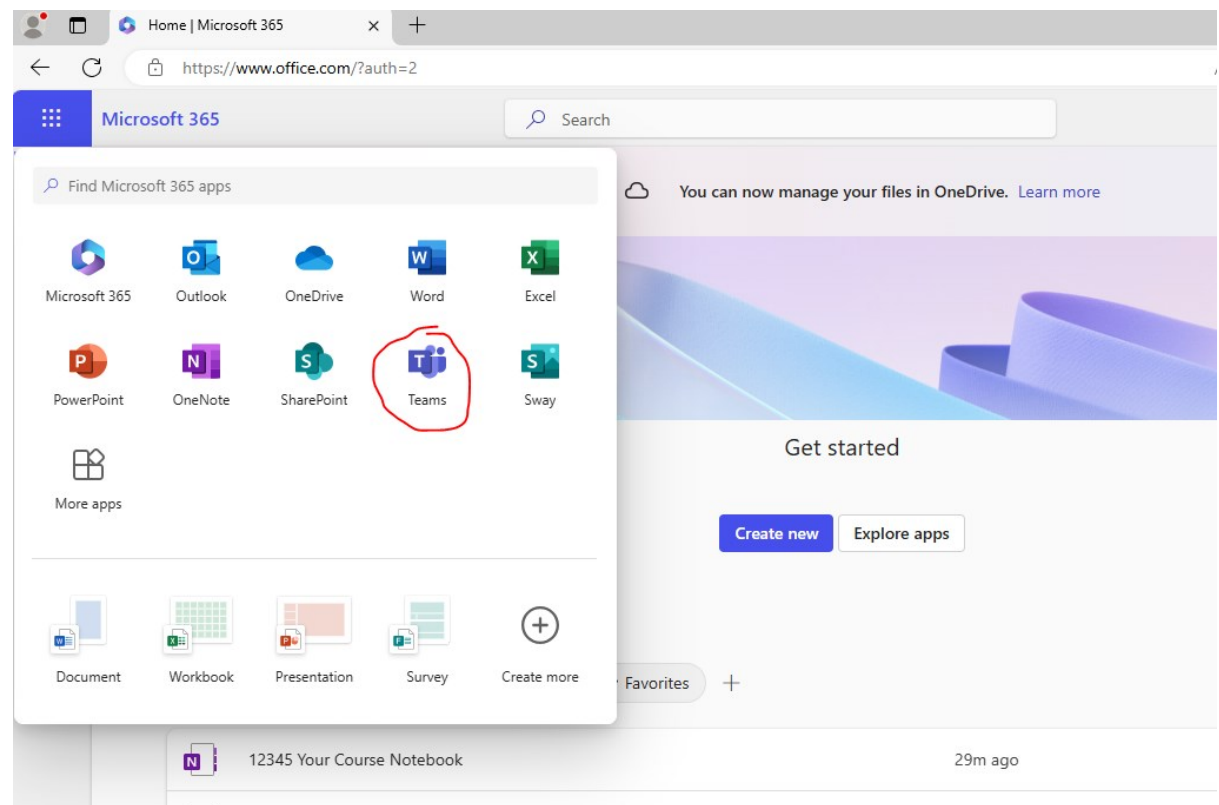 Home | Microsoft 365
https://www.office.com/?auth=2
Microsoft 365
Search
Find Microsoft 365 apps
You can now manage your files in OneDrive. Learn more
Microsoft 365 Outlook OneDrive Word Excel
PowerPoint OneNote SharePoint Teams Sway
More apps
Get started
Create new Explore apps
Document Workbook Presentation Survey Create more
Favorites
12345 Your Course Notebook 29m ago